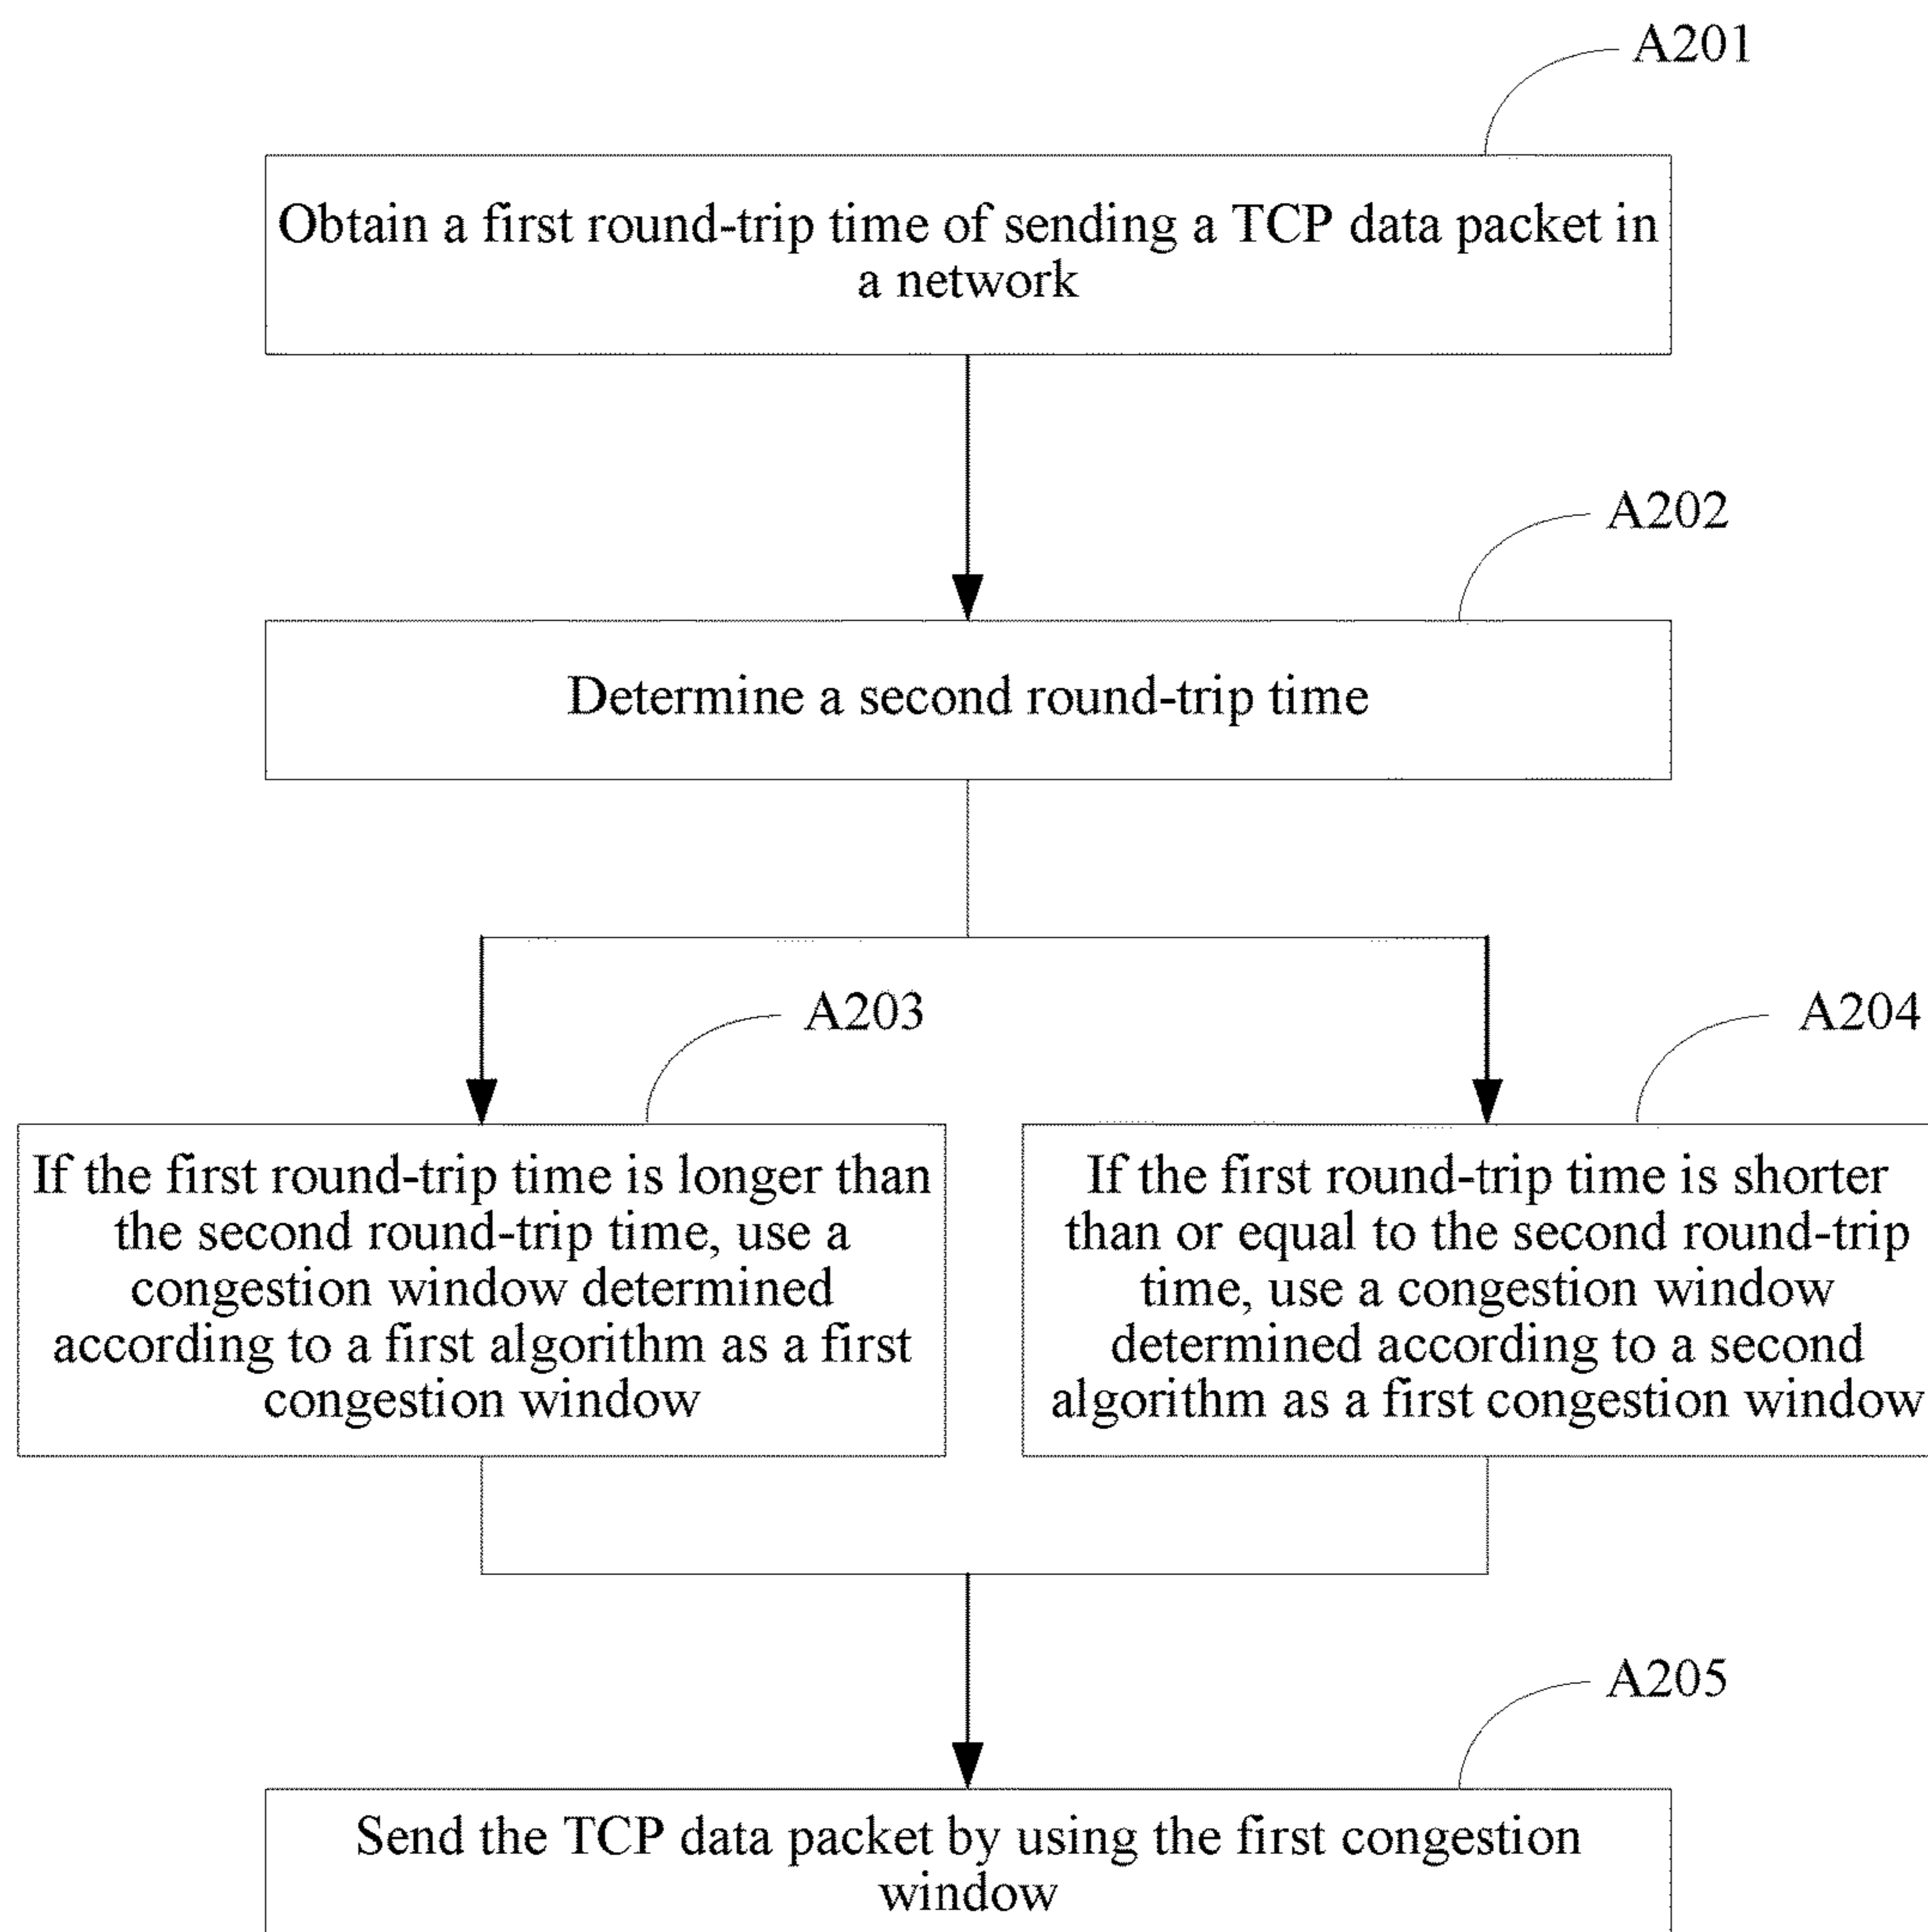 A201
Obtain a first round-trip time of sending a TCP data packet in
a network
A202
Determine a second round-trip time
A203
If the first round-trip time is longer than
the second round-trip time, use a
congestion window determined
according to a first algorithm as a first
congestion window
A204
If the first round-trip time is shorter
than or equal to the second round-trip
time, use a congestion window
determined according to a second
algorithm as a first congestion window
A205
Send the TCP data packet by using the first congestion
window